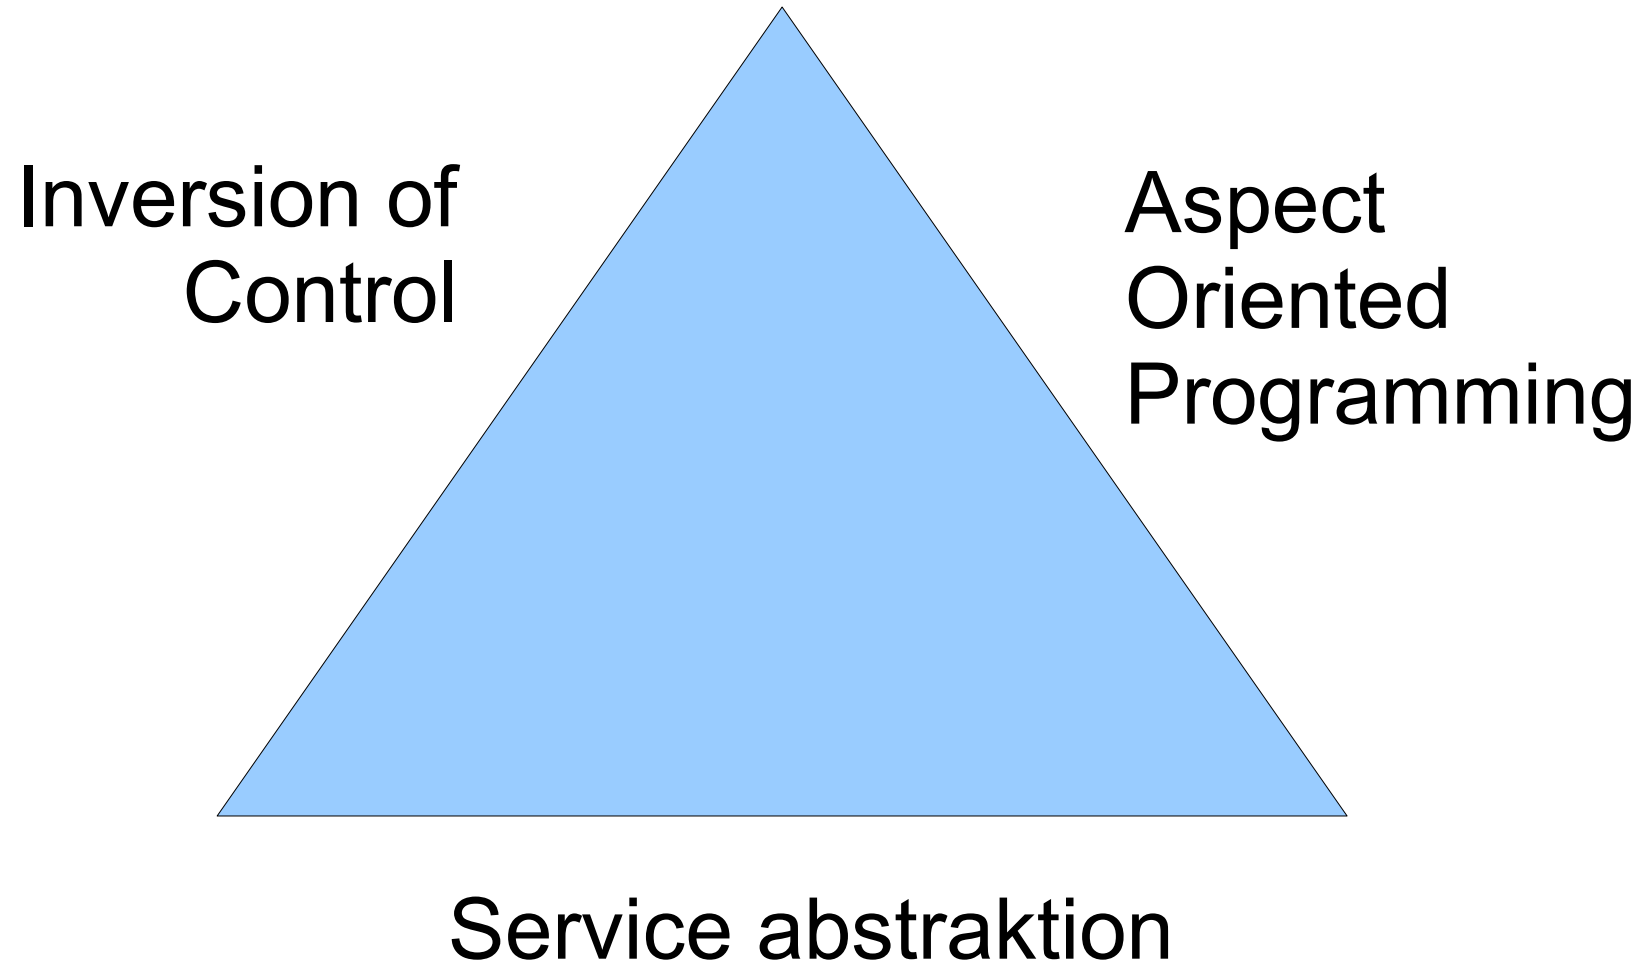 Inversion of
Control
Aspect
Oriented
Programming
Service abstraktion